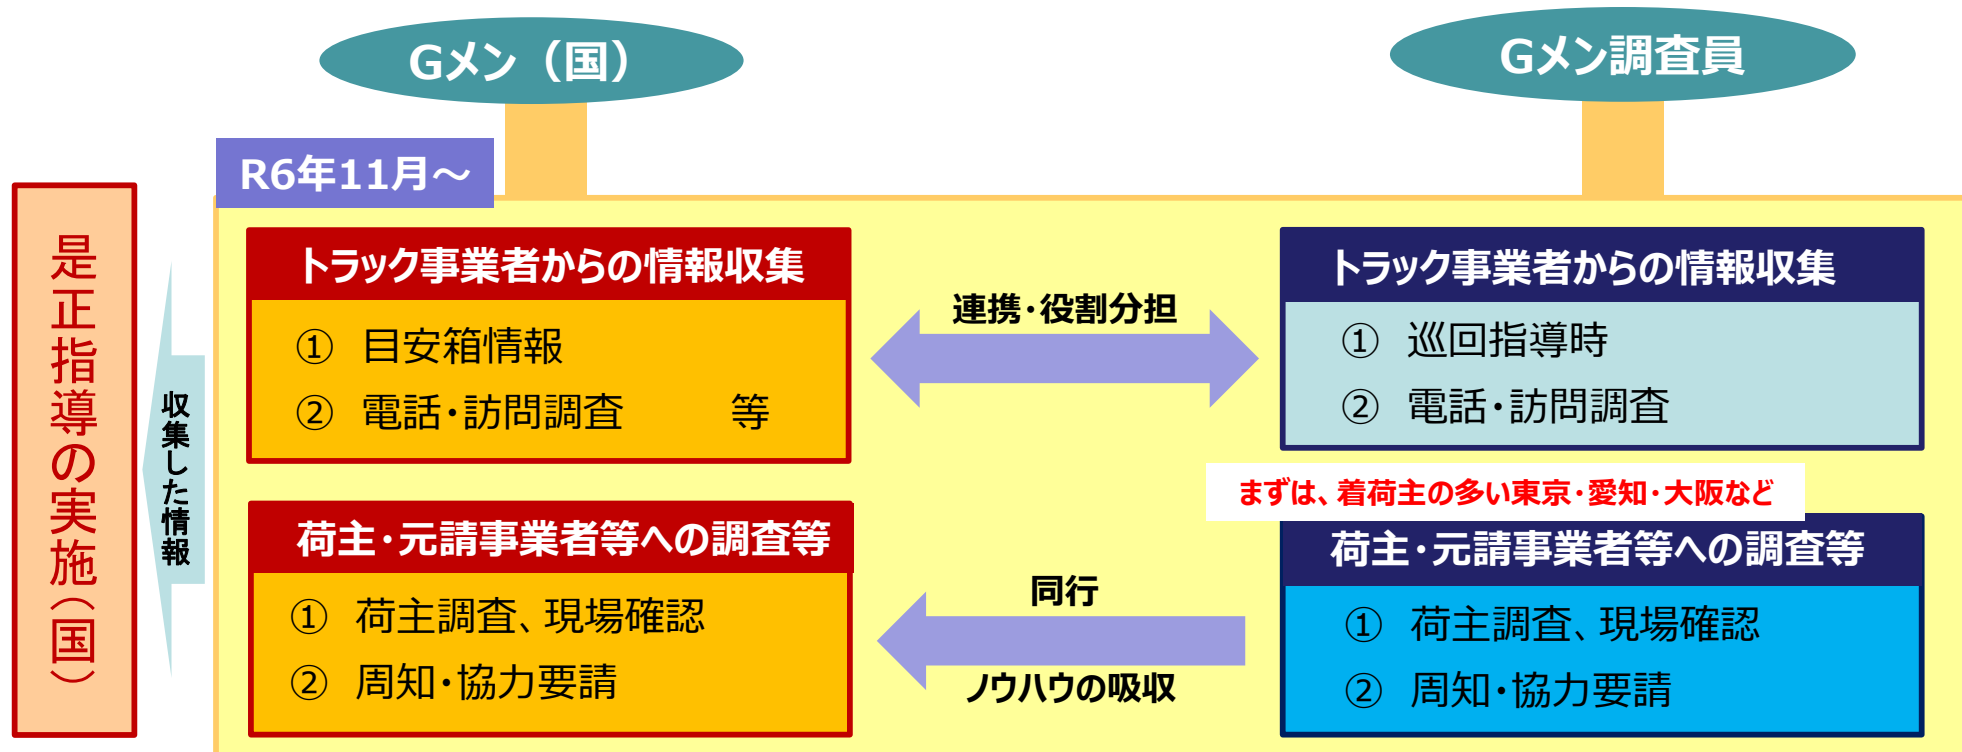 Gメン（国）
Gメン調査員
R6年11月～
是正指導の実施（国）
収集した情報
トラック事業者からの情報収集
① 目安箱情報
② 電話・訪問調査 等
連携・役割分担
トラック事業者からの情報収集
① 巡回指導時
② 電話・訪問調査
まずは、着荷主の多い東京・愛知・大阪など
荷主・元請事業者等への調査等
① 荷主調査、現場確認
② 周知・協力要請
同行
ノウハウの吸収
荷主・元請事業者等への調査等
① 荷主調査、現場確認
② 周知・協力要請